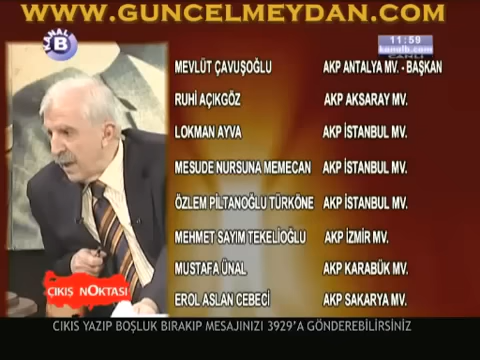 WWW.GUNCELMEYDAN.COM
KANAL
B
11:59
kanalb.com
CANLI
MEVLÜT ÇAVUŞOĞLU AKP ANTALYA MV. - BAŞKAN
RUHİ AÇIKGÖZ AKP AKSARAY MV.
LOKMAN AYVA AKP İSTANBUL MV.
MESUDE NURSUNA MEMECAN AKP İSTANBUL MV.
ÖZLEM PİLTANOĞLU TÜRKÖNE AKP İSTANBUL MV.
MEHMET SAYIM TEKELİOĞLU AKP İZMİR MV.
MUSTAFA ÜNAL AKP KARABÜK MV.
EROL ASLAN CEBECİ AKP SAKARYA MV.
ÇIKIŞ NOKTASI
CIKIS YAZIP BOŞLUK BIRAKIP MESAJINIZI 3929'A GÖNDEREBİLİRSİNİZ